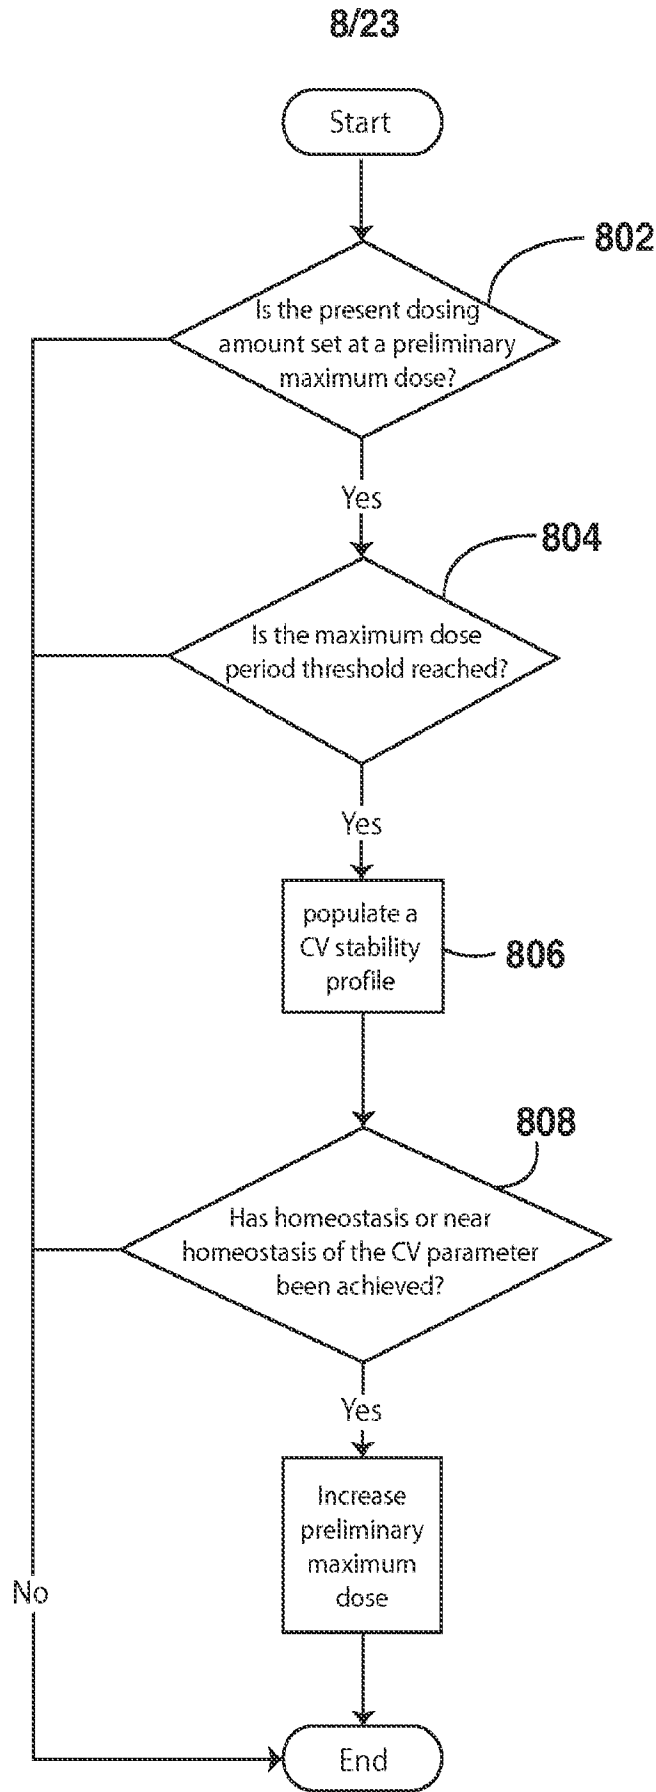 8/23
Start
802
Is the present dosing
amount set at a preliminary
maximum dose?
Yes
804
Is the maximum dose
period threshold reached?
Yes
populate a
CV stability
profile
806
808
Has homeostasis or near
homeostasis of the CV parameter
been achieved?
Yes
Increase
preliminary
maximum
dose
No
End